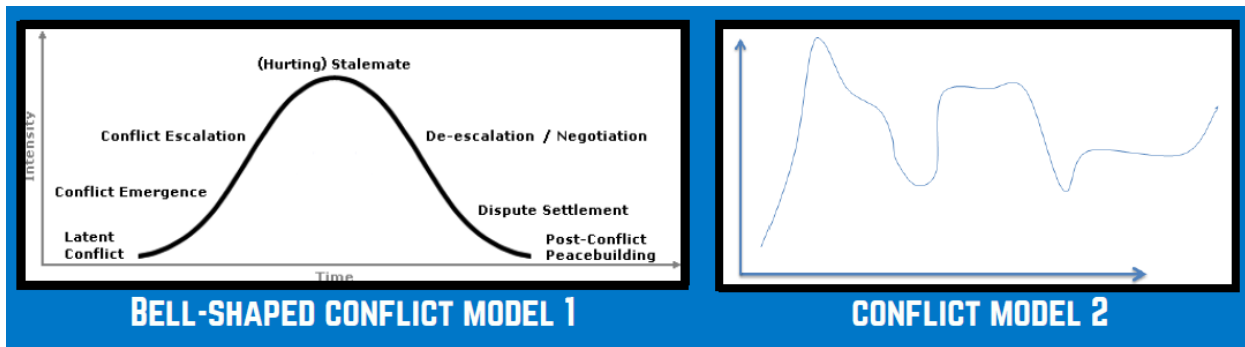 (Hurting) Stalemate
Conflict Escalation
De-escalation / Negotiation
Intensity
Conflict Emergence
Dispute Settlement
Latent
Conflict
Post-Conflict
Peacebuilding
Time
BELL-SHAPED CONFLICT MODEL 1
CONFLICT MODEL 2